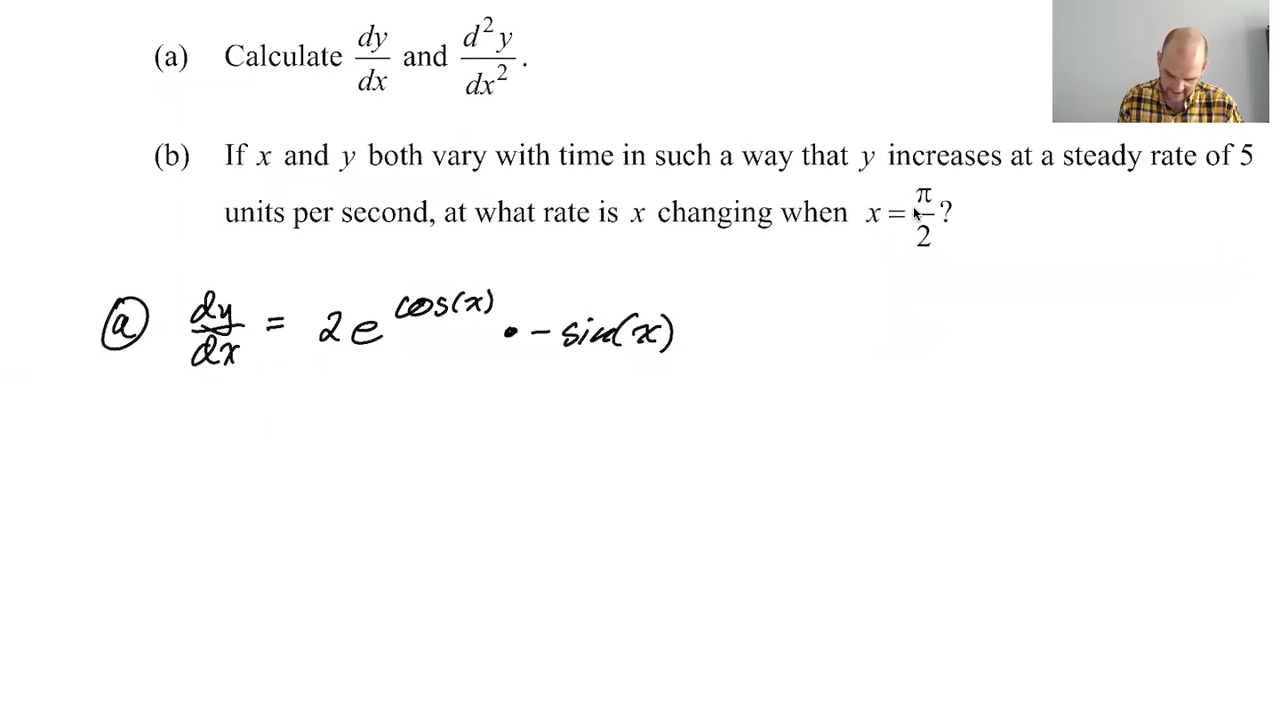 (a) Calculate dy/dx and d²y/dx².
(b) If x and y both vary with time in such a way that y increases at a steady rate of 5
units per second, at what rate is x changing when x = π/2?
ⓐ dy/dx = 2e^cos(x) • -sin(x)